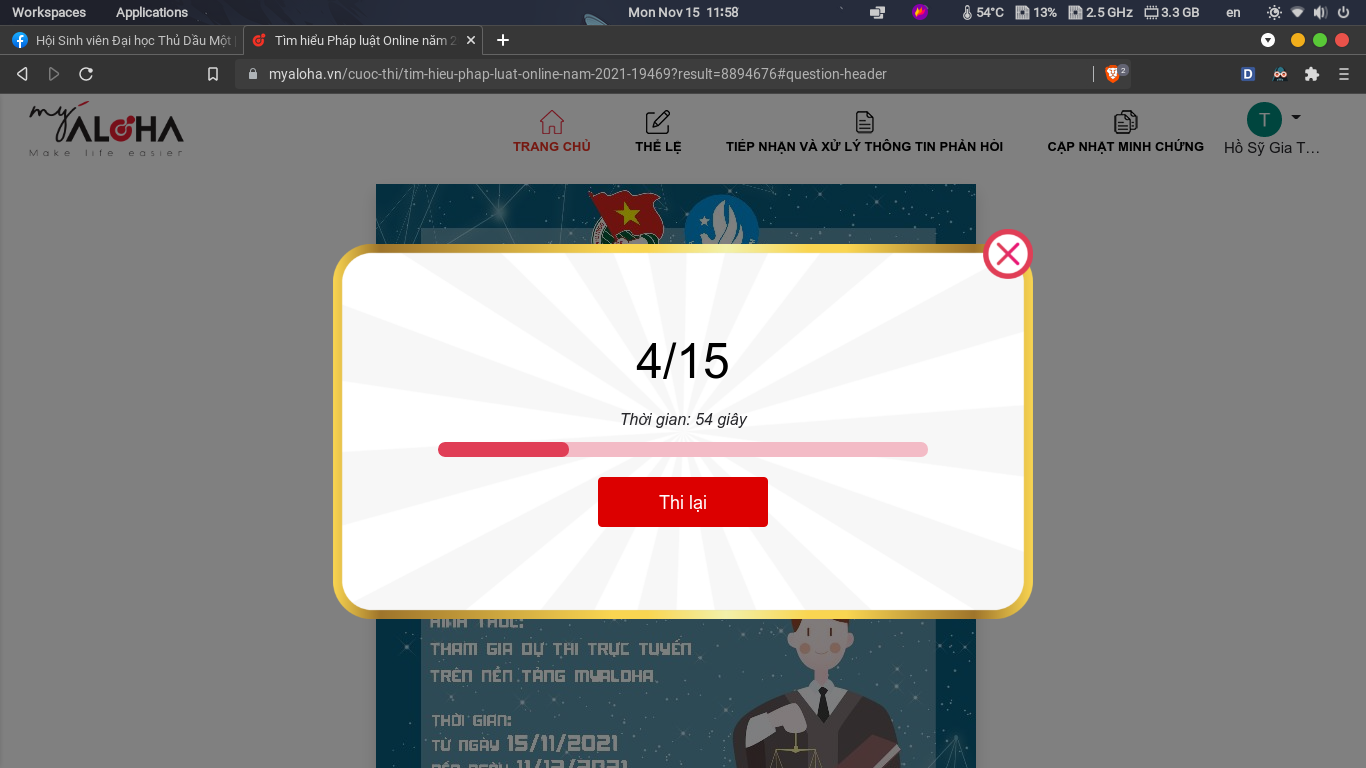 Workspaces Applications Mon Nov 15 11:58 54°C 13% 2.5 GHz 3.3 GB en
Hội Sinh viên Đại học Thủ Dầu Một Tìm hiểu Pháp luật Online năm 2
myaloha.vn/cuoc-thi/tim-hieu-phap-luat-online-nam-2021-19469?result=8894676#question-header 2 D
my ALOHA
Make life easier
TRANG CHỦ THỂ LỆ TIẾP NHẬN VÀ XỬ LÝ THÔNG TIN PHẢN HỒI CẬP NHẬT MINH CHỨNG
T
Hồ Sỹ Gia T...
4/15
Thời gian: 54 giây
Thi lại
HÌNH THỨC:
THAM GIA DỰ THI TRỰC TUYẾN
TRÊN NỀN TẢNG MYALOHA.
THỜI GIAN:
TỪ NGÀY 15/11/2021
ĐẾN NGÀY 11/12/2021